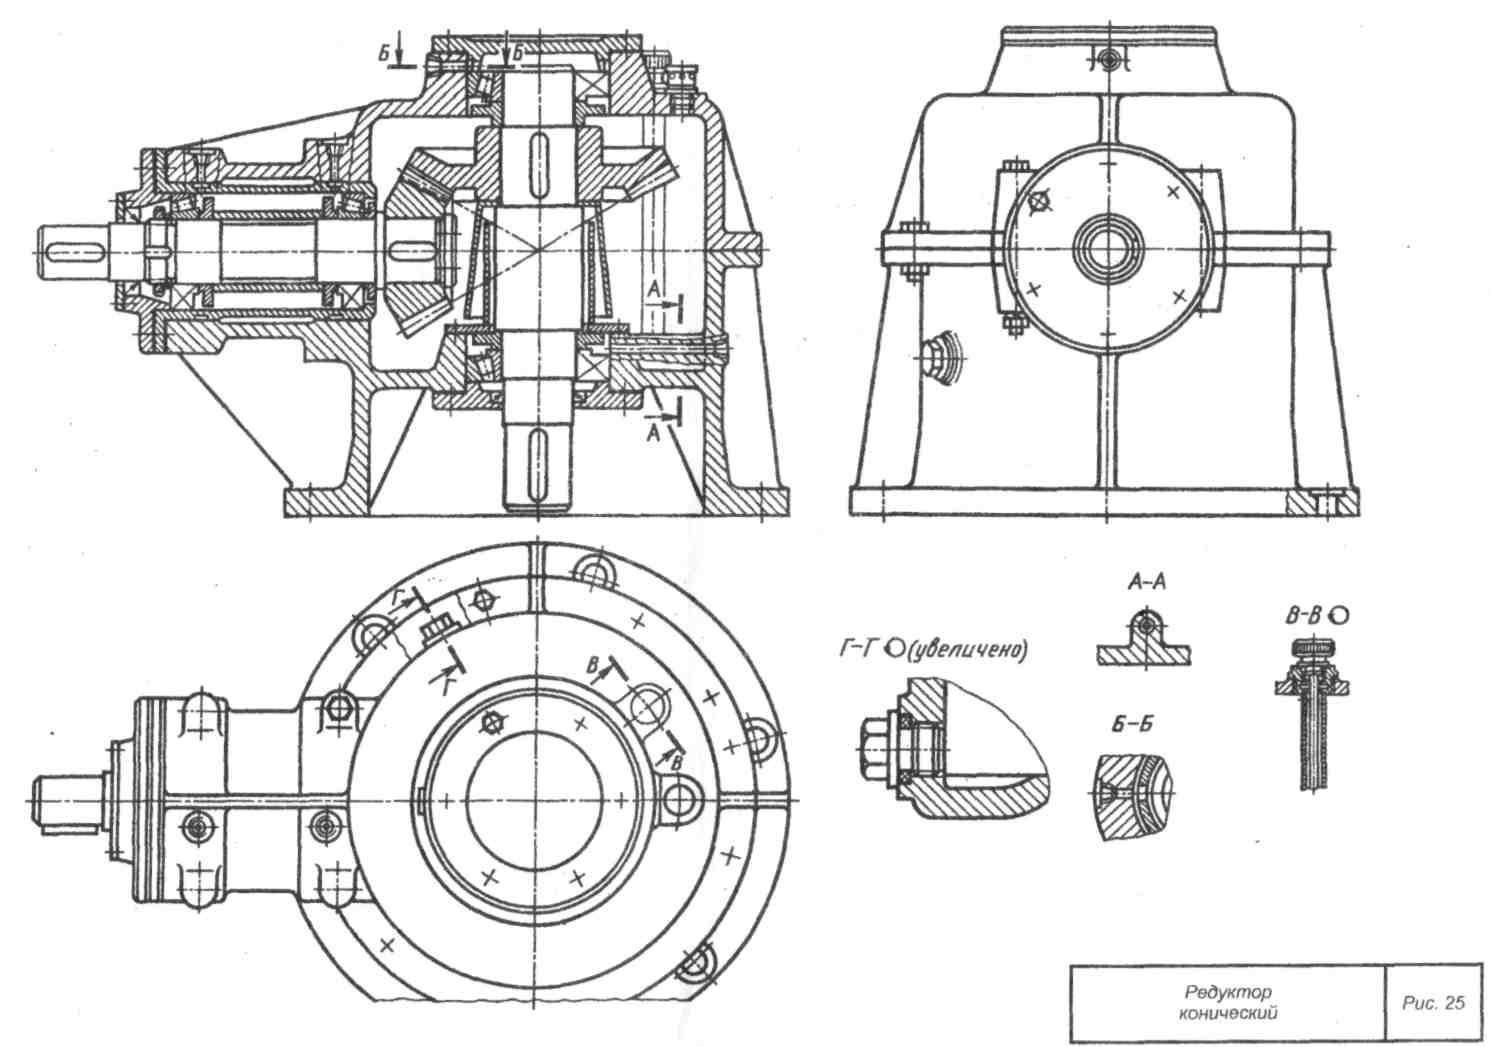 Б
Б
А
А
А–А
В–В
Г–Г (увеличено)
Б–Б
Г
Г
В
В
Редуктор
конический
Рис. 25